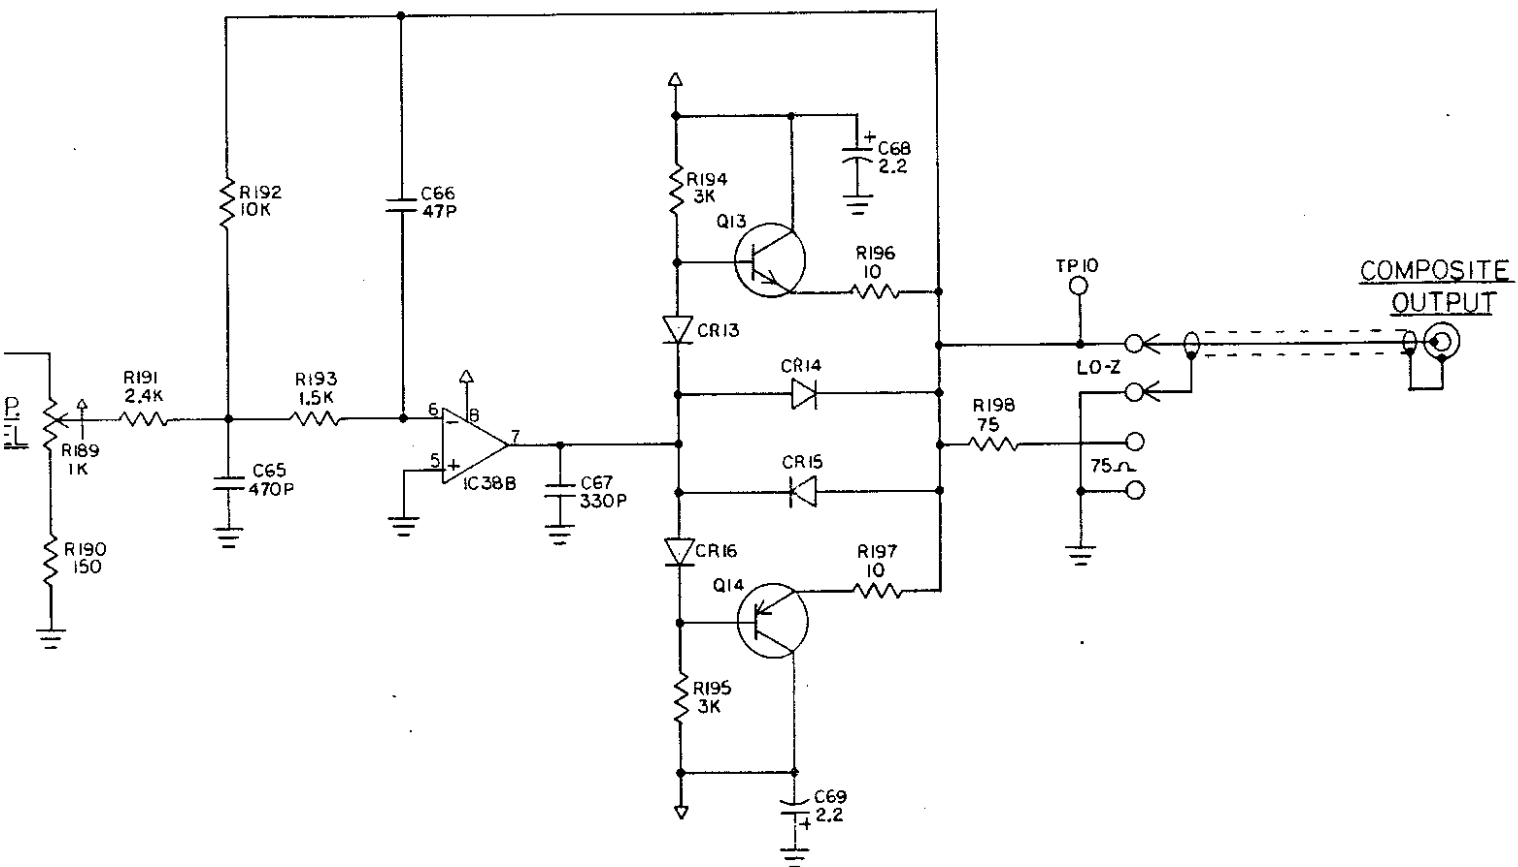 R192
10K
C66
47P
R194
3K
Q13
+
C68
2.2
R196
10
TP10
COMPOSITE
OUTPUT
CR13
LO-Z
R191
2.4K
R193
1.5K
CR14
P.
R189
1K
6
8
-
7
5
+
IC38B
R198
75
C65
470P
C67
330P
CR15
75Ω
R190
150
CR16
R197
10
Q14
R195
3K
C69
2.2
+